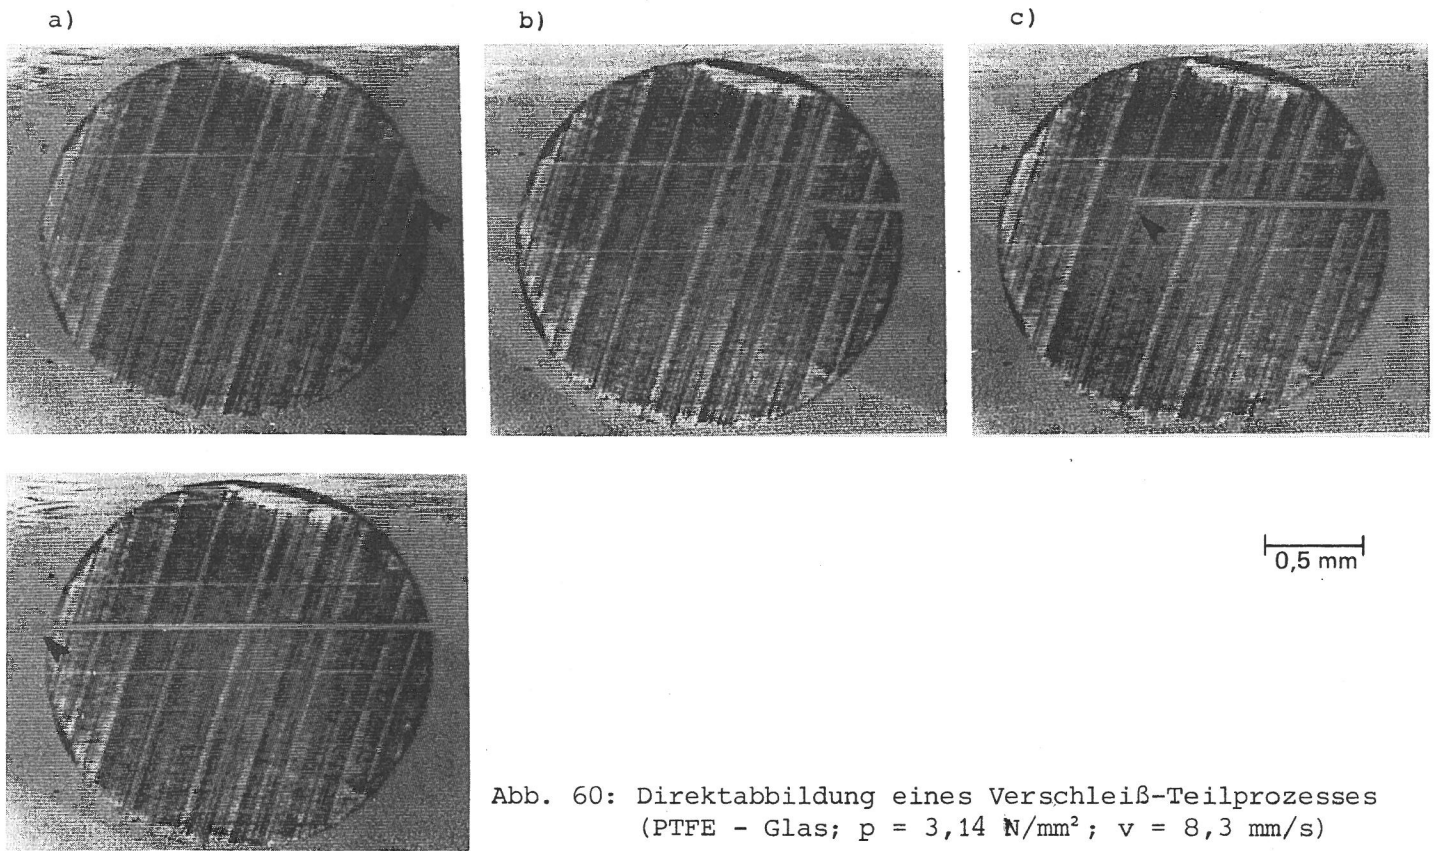 a)
b)
c)
0,5 mm
Abb. 60: Direktabbildung eines Verschleiß-Teilprozesses
(PTFE - Glas; p = 3,14 N/mm²; v = 8,3 mm/s)